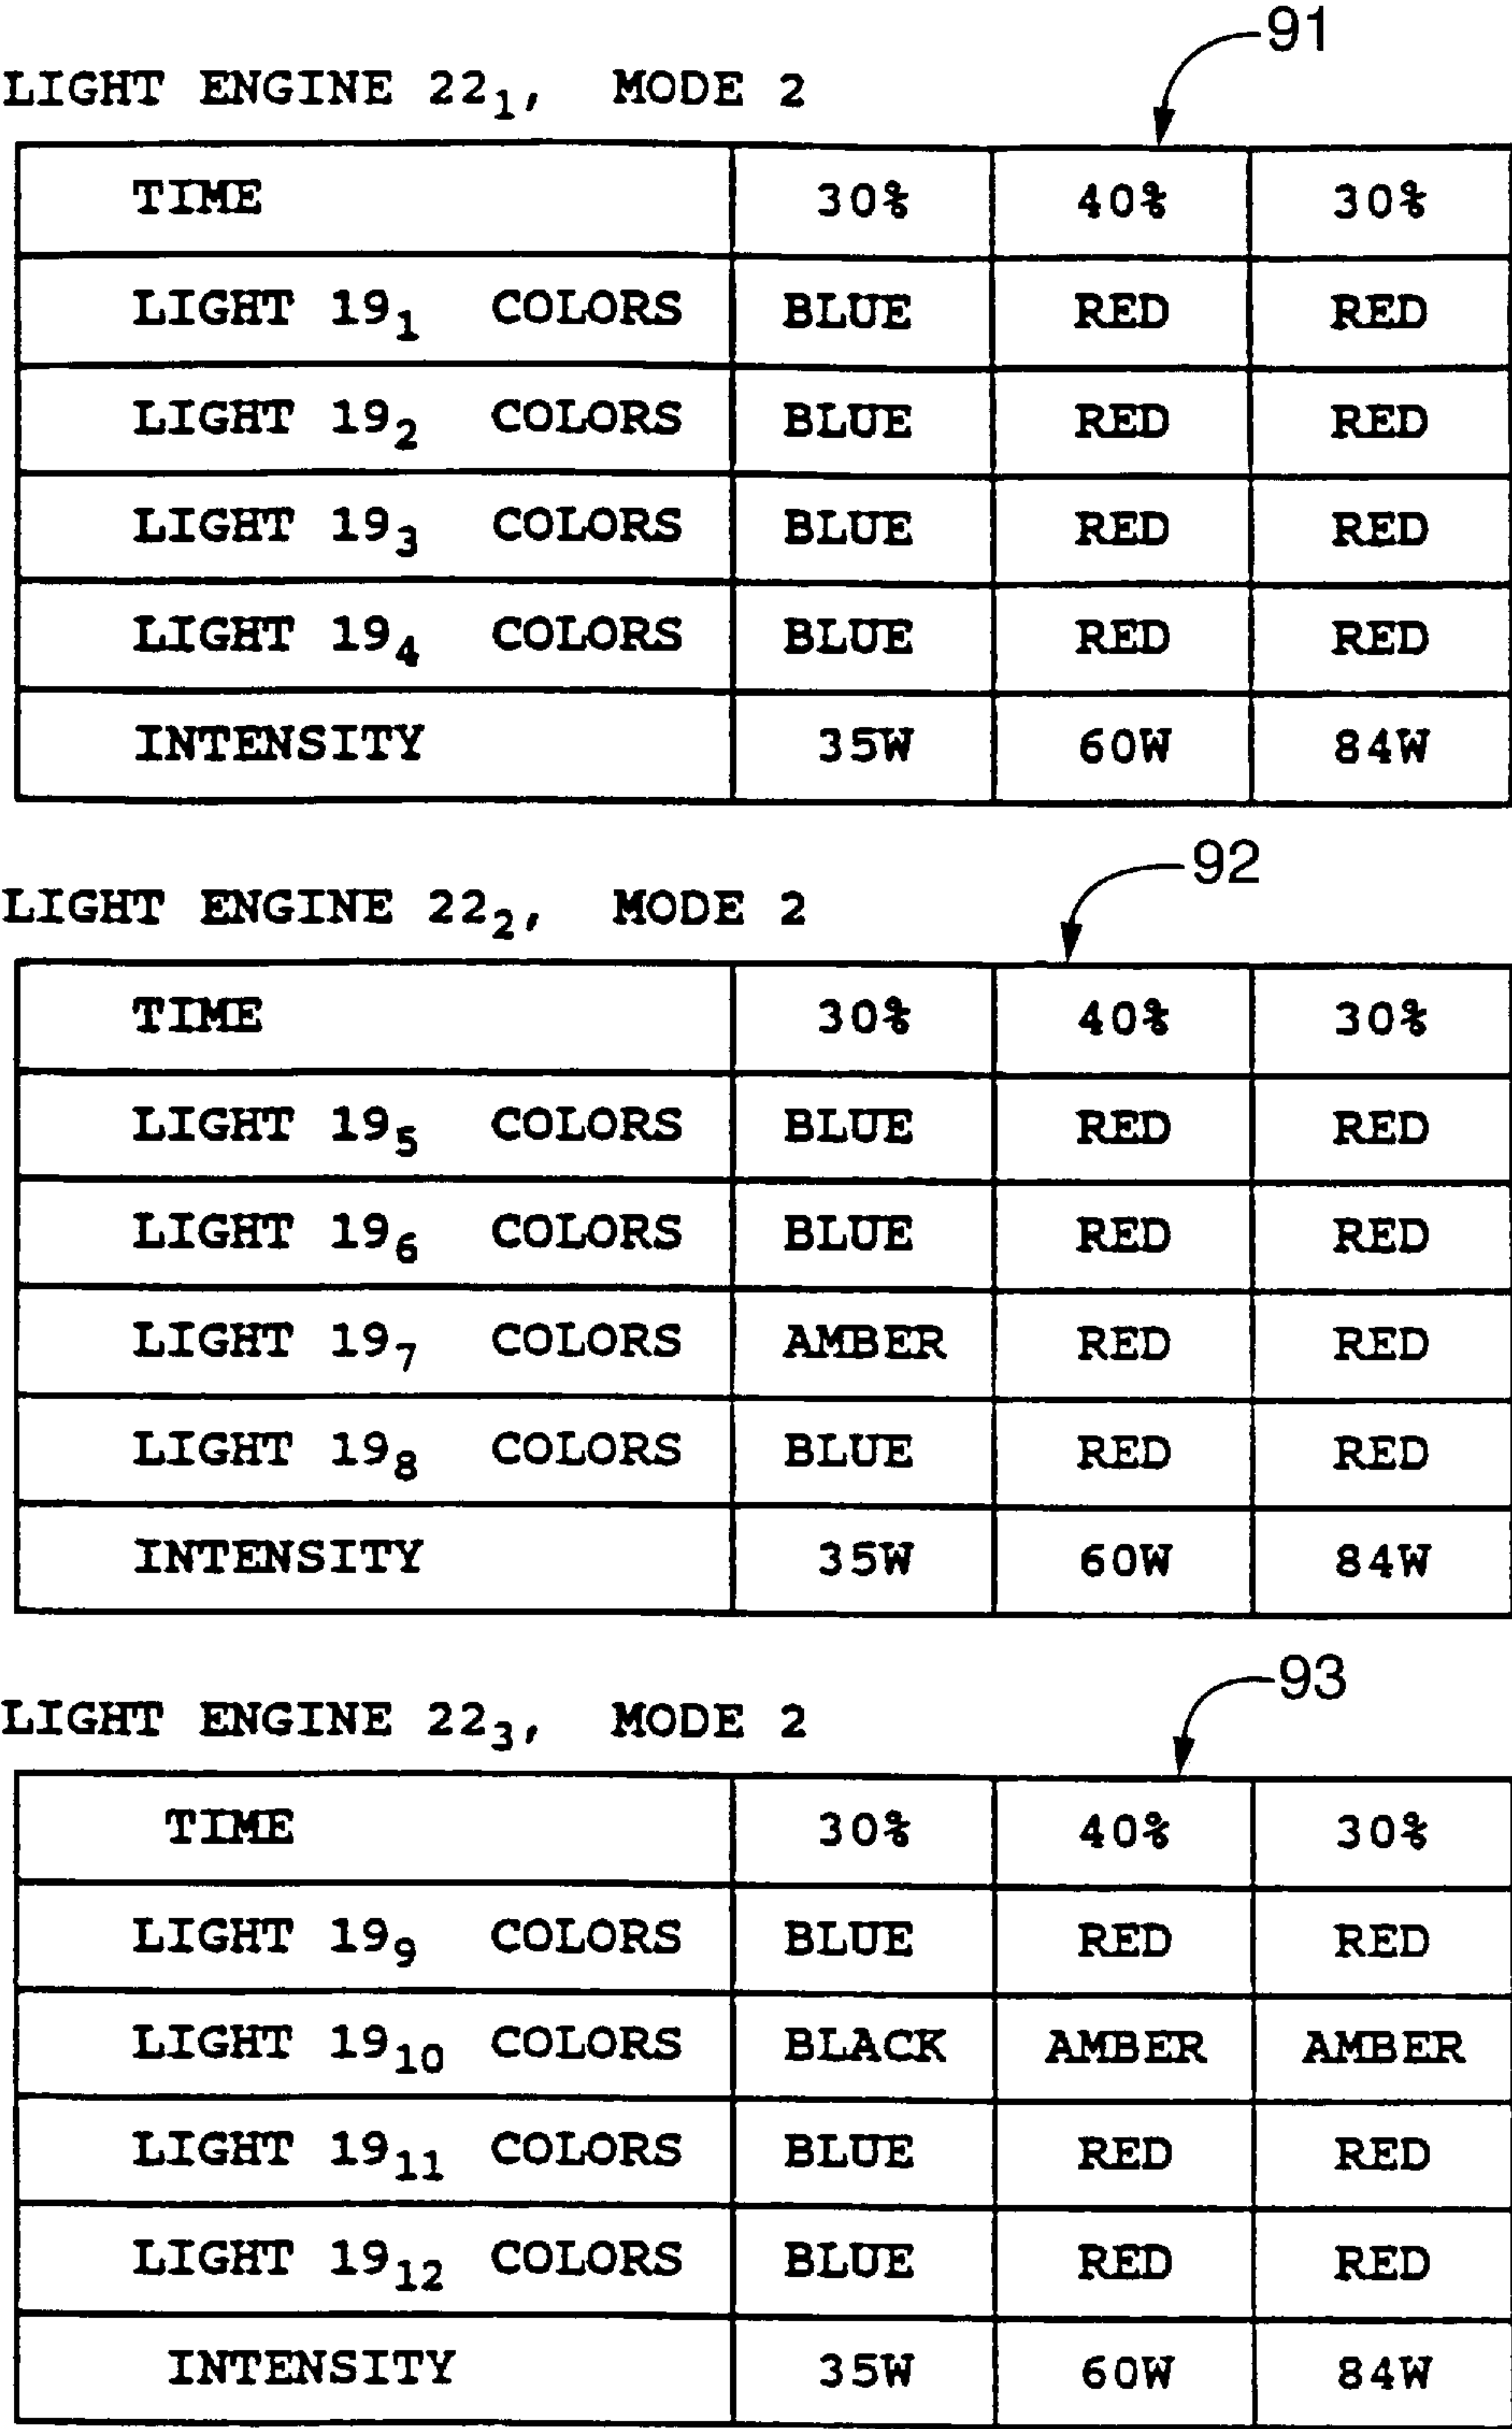 91
LIGHT ENGINE 22₁, MODE 2
TIME 30% 40% 30%
LIGHT 19₁ COLORS BLUE RED RED
LIGHT 19₂ COLORS BLUE RED RED
LIGHT 19₃ COLORS BLUE RED RED
LIGHT 19₄ COLORS BLUE RED RED
INTENSITY 35W 60W 84W
92
LIGHT ENGINE 22₂, MODE 2
TIME 30% 40% 30%
LIGHT 19₅ COLORS BLUE RED RED
LIGHT 19₆ COLORS BLUE RED RED
LIGHT 19₇ COLORS AMBER RED RED
LIGHT 19₈ COLORS BLUE RED RED
INTENSITY 35W 60W 84W
93
LIGHT ENGINE 22₃, MODE 2
TIME 30% 40% 30%
LIGHT 19₉ COLORS BLUE RED RED
LIGHT 19₁₀ COLORS BLACK AMBER AMBER
LIGHT 19₁₁ COLORS BLUE RED RED
LIGHT 19₁₂ COLORS BLUE RED RED
INTENSITY 35W 60W 84W